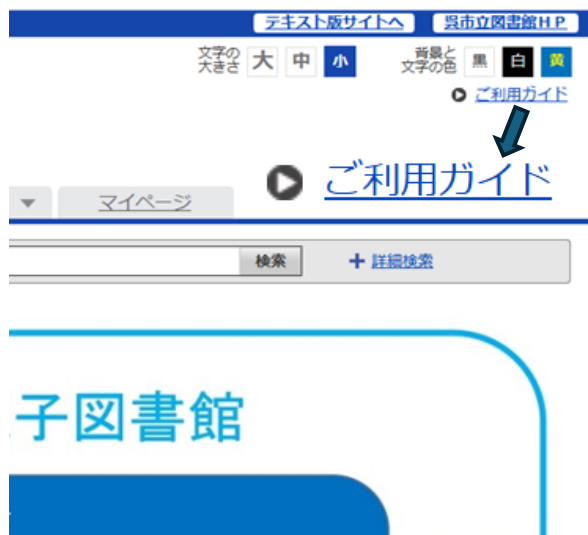 テキスト版サイトへ 呉市立図書館HP
文字の大きさ 大 中 小 背景と文字の色 黒 白 黄
ご利用ガイド
ご利用ガイド
マイページ
検索 詳細検索
子図書館